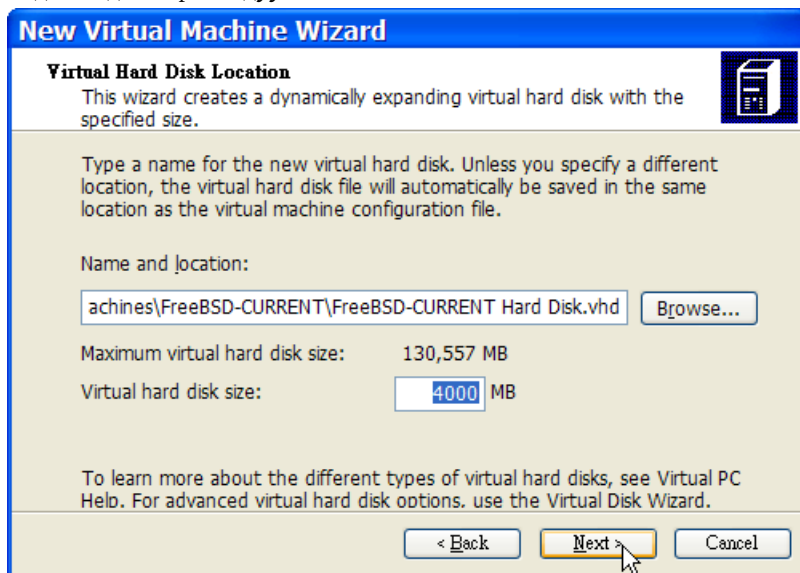 New Virtual Machine Wizard
Virtual Hard Disk Location
This wizard creates a dynamically expanding virtual hard disk with the
specified size.
Type a name for the new virtual hard disk. Unless you specify a different
location, the virtual hard disk file will automatically be saved in the same
location as the virtual machine configuration file.
Name and location:
achines\FreeBSD-CURRENT\FreeBSD-CURRENT Hard Disk.vhd Browse...
Maximum virtual hard disk size: 130,557 MB
Virtual hard disk size: 4000 MB
To learn more about the different types of virtual hard disks, see Virtual PC
Help. For advanced virtual hard disk options, use the Virtual Disk Wizard.
< Back Next > Cancel